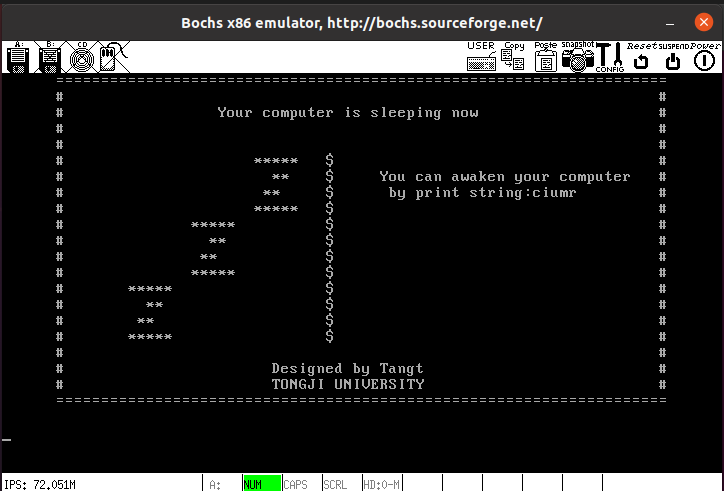 Bochs x86 emulator, http://bochs.sourceforge.net/
A: B: CD USER Copy Paste snapshot CONFIG Reset SUSPEND Power
===================================================================
#                                                                  #
#                 Your computer is sleeping now                    #
#                                                                  #
#                                                                  #
#                     *****   $                                    #
#                       **    $     You can awaken your computer   #
#                      **     $      by print string:ciumr         #
#                     *****   $                                    #
#              *****          $                                    #
#                **           $                                    #
#               **            $                                    #
#              *****          $                                    #
#       *****                 $                                    #
#         **                  $                                    #
#        **                   $                                    #
#       *****                 $                                    #
#                                                                  #
#                       Designed by Tangt                          #
#                       TONGJI UNIVERSITY                          #
===================================================================
_
IPS: 72.051M A: NUM CAPS SCRL HD:0-M